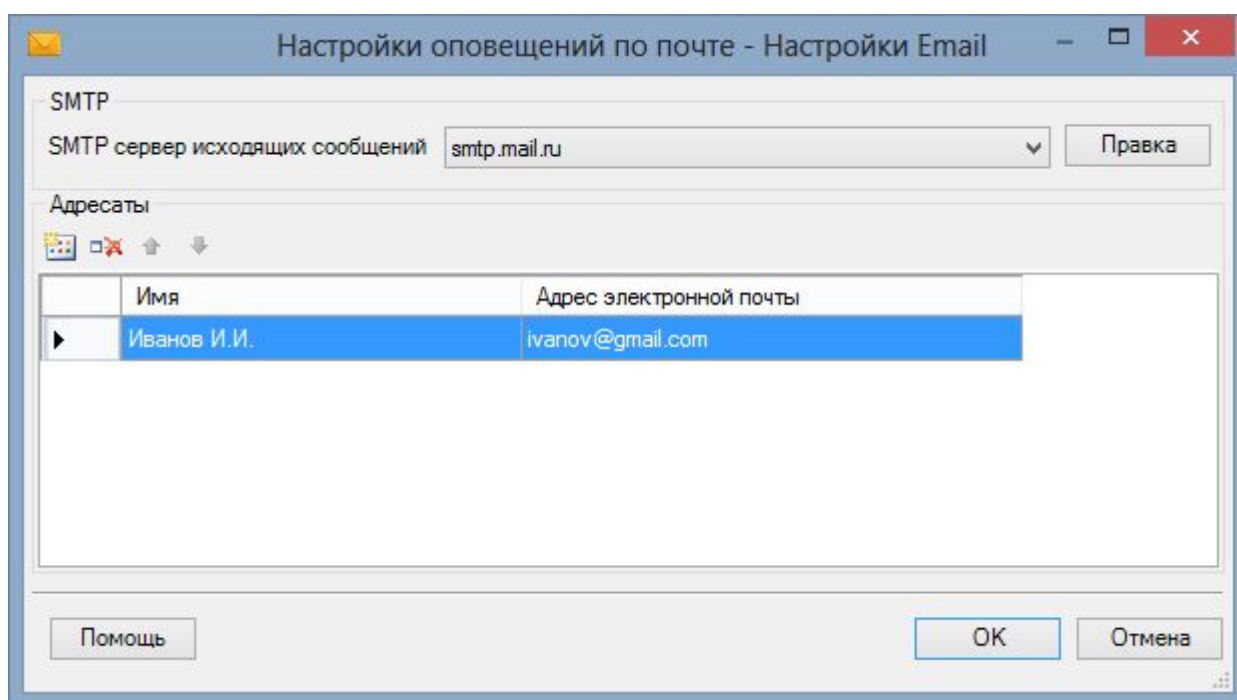 Настройки оповещений по почте - Настройки Email
SMTP
SMTP сервер исходящих сообщений smtp.mail.ru Правка
Адресаты
Имя Адрес электронной почты
Иванов И.И. ivanov@gmail.com
Помощь OK Отмена